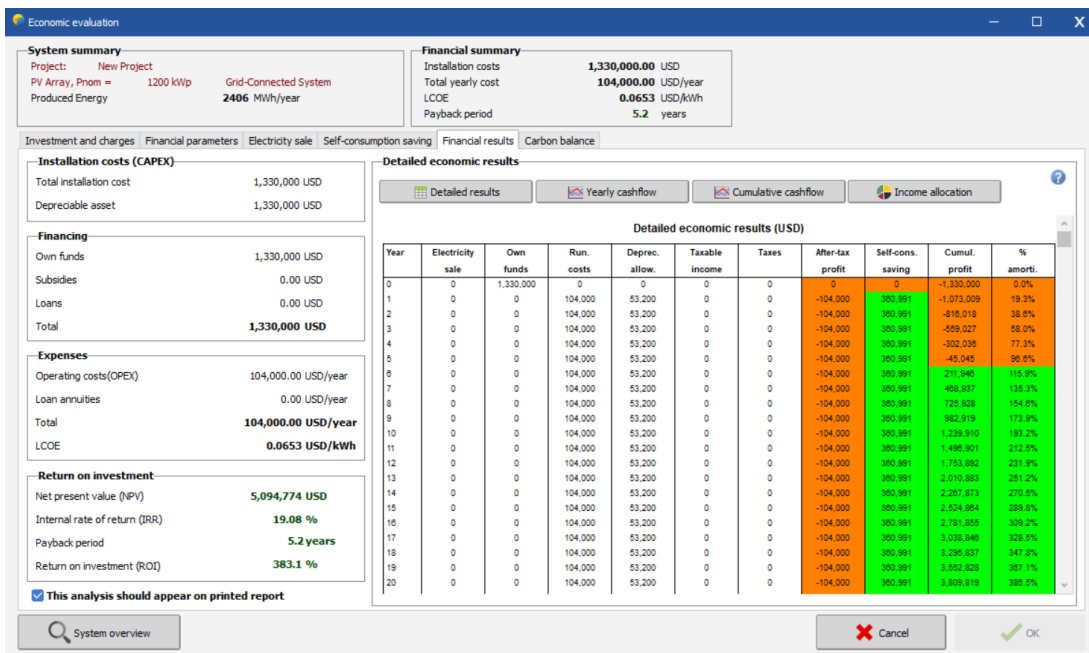 Economic evaluation
System summary
Project: New Project
PV Array, Pnom = 1200 kWp Grid-Connected System
Produced Energy 2406 MWh/year
Financial summary
Installation costs 1,330,000.00 USD
Total yearly cost 104,000.00 USD/year
LCOE 0.0653 USD/kWh
Payback period 5.2 years
Investment and charges Financial parameters Electricity sale Self-consumption saving Financial results Carbon balance
Installation costs (CAPEX)
Total installation cost 1,330,000 USD
Depreciable asset 1,330,000 USD
Financing
Own funds 1,330,000 USD
Subsidies 0.00 USD
Loans 0.00 USD
Total 1,330,000 USD
Expenses
Operating costs(OPEX) 104,000.00 USD/year
Loan annuities 0.00 USD/year
Total 104,000.00 USD/year
LCOE 0.0653 USD/kWh
Return on investment
Net present value (NPV) 5,094,774 USD
Internal rate of return (IRR) 19.08 %
Payback period 5.2 years
Return on investment (ROI) 383.1 %
This analysis should appear on printed report
Detailed economic results
Detailed results Yearly cashflow Cumulative cashflow Income allocation
Detailed economic results (USD)
Year Electricity Own Run. Deprec. Taxable Taxes After-tax Self-cons. Cumul. %
sale funds costs allow. income profit saving profit amorti.
0 0 1,330,000 0 0 0 0 0 0 -1,330,000 0.0%
1 0 0 104,000 53,200 0 0 -104,000 360,991 -1,073,009 19.3%
2 0 0 104,000 53,200 0 0 -104,000 360,991 -816,018 38.6%
3 0 0 104,000 53,200 0 0 -104,000 360,991 -559,027 58.0%
4 0 0 104,000 53,200 0 0 -104,000 360,991 -302,036 77.3%
5 0 0 104,000 53,200 0 0 -104,000 360,991 -45,045 96.6%
6 0 0 104,000 53,200 0 0 -104,000 360,991 211,946 115.9%
7 0 0 104,000 53,200 0 0 -104,000 360,991 468,937 135.3%
8 0 0 104,000 53,200 0 0 -104,000 360,991 725,928 154.6%
9 0 0 104,000 53,200 0 0 -104,000 360,991 982,919 173.9%
10 0 0 104,000 53,200 0 0 -104,000 360,991 1,239,910 193.2%
11 0 0 104,000 53,200 0 0 -104,000 360,991 1,496,901 212.5%
12 0 0 104,000 53,200 0 0 -104,000 360,991 1,753,892 231.9%
13 0 0 104,000 53,200 0 0 -104,000 360,991 2,010,883 251.2%
14 0 0 104,000 53,200 0 0 -104,000 360,991 2,267,873 270.5%
15 0 0 104,000 53,200 0 0 -104,000 360,991 2,524,864 289.8%
16 0 0 104,000 53,200 0 0 -104,000 360,991 2,781,855 309.2%
17 0 0 104,000 53,200 0 0 -104,000 360,991 3,038,846 328.5%
18 0 0 104,000 53,200 0 0 -104,000 360,991 3,295,837 347.8%
19 0 0 104,000 53,200 0 0 -104,000 360,991 3,552,828 367.1%
20 0 0 104,000 53,200 0 0 -104,000 360,991 3,809,819 386.5%
System overview Cancel OK